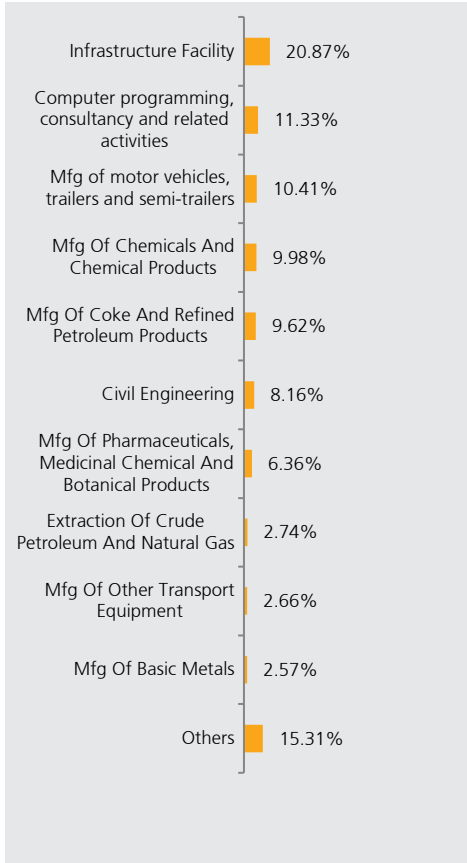 Infrastructure Facility 20.87%
Computer programming,
consultancy and related 11.33%
activities
Mfg of motor vehicles,
trailers and semi-trailers 10.41%
Mfg Of Chemicals And
Chemical Products 9.98%
Mfg Of Coke And Refined
Petroleum Products 9.62%
Civil Engineering 8.16%
Mfg Of Pharmaceuticals,
Medicinal Chemical And 6.36%
Botanical Products
Extraction Of Crude
Petroleum And Natural Gas 2.74%
Mfg Of Other Transport
Equipment 2.66%
Mfg Of Basic Metals 2.57%
Others 15.31%